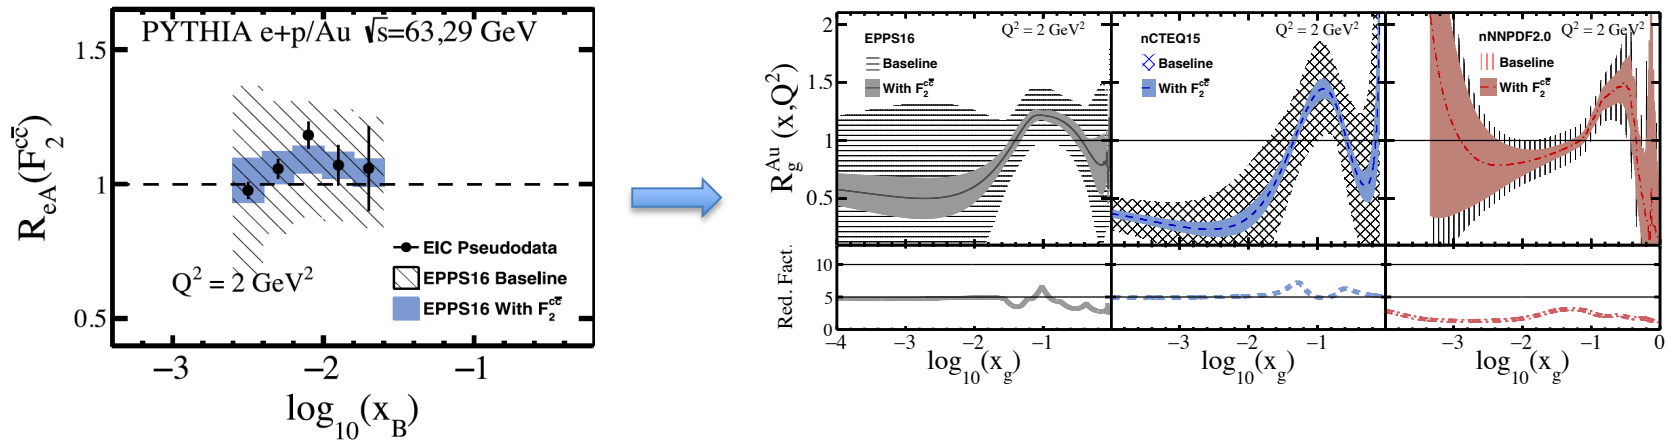 PYTHIA e+p/Au √s=63,29 GeV
R_eA(F_2^cc̄)
1.5
1
0.5
EIC Pseudodata
EPPS16 Baseline
EPPS16 With F_2^cc̄
Q² = 2 GeV²
−3 −2 −1
log₁₀(x_B)
R_g^Au (x,Q²)
2
1.5
1
0.5
EPPS16 Q² = 2 GeV²
Baseline
With F_2^cc̄
nCTEQ15 Q² = 2 GeV²
Baseline
With F_2^cc̄
nNNPDF2.0 Q² = 2 GeV²
Baseline
With F_2^cc̄
Red. Fact.
10
5
0
−4 −3 −2 −1
log₁₀(x_g)
−3 −2 −1
log₁₀(x_g)
−3 −2 −1 0
log₁₀(x_g)